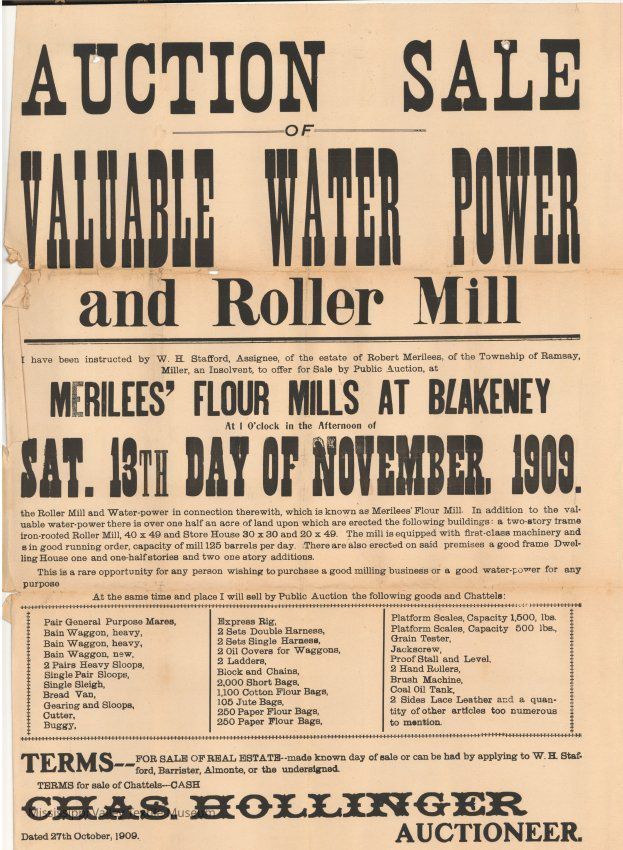 AUCTION SALE
OF
VALUABLE WATER POWER
and Roller Mill
I have been instructed by W. H. Stafford, Assignee, of the estate of Robert Merilees, of the Township of Ramsay,
Miller, an Insolvent, to offer for Sale by Public Auction, at
MERILEES' FLOUR MILLS AT BLAKENEY
At 1 O'clock in the Afternoon of
SAT. 13TH DAY OF NOVEMBER. 1909.
the Roller Mill and Water-power in connection therewith, which is known as Merilees' Flour Mill. In addition to the val-
uable water-power there is over one half an acre of land upon which are erected the following buildings: a two-story frame
iron-roofed Roller Mill, 40 x 49 and Store House 30 x 30 and 20 x 49. The mill is equipped with first-class machinery and
s in good running order, capacity of mill 125 barrels per day. There are also erected on said premises a good frame Dwel-
ling House one and one-half stories and two one story additions.
This is a rare opportunity for any person wishing to purchase a good milling business or a good water-power for any
purpose
At the same time and place I will sell by Public Auction the following goods and Chattels:
Pair General Purpose Mares,
Bain Waggon, heavy,
Bain Waggon, heavy,
Bain Waggon, new,
2 Pairs Heavy Sloops,
Single Pair Sloops,
Single Sleigh,
Bread Van,
Gearing and Sloops,
Cutter,
Buggy,
Express Rig,
2 Sets Double Harness,
2 Sets Single Harness,
2 Oil Covers for Waggons,
2 Ladders,
Block and Chains,
2,000 Short Bags,
1,100 Cotton Flour Bags,
105 Jute Bags,
250 Paper Flour Bags,
250 Paper Flour Bags,
Platform Scales, Capacity 1,500, lbs.
Platform Scales, Capacity 500 lbs.,
Grain Tester,
Jackscrew,
Proof Stall and Level,
2 Hand Rollers,
Brush Machine,
Coal Oil Tank,
2 Sides Lace Leather and a quan-
tity of other articles too numerous
to mention.
TERMS--FOR SALE OF REAL ESTATE--made known day of sale or can be had by applying to W. H. Staf-
ford, Barrister, Almonte, or the undersigned.
TERMS for sale of Chattels---CASH
CHAS. HOLLINGER
Mississippi Valley Textile Museum
Dated 27th October, 1909.
AUCTIONEER.